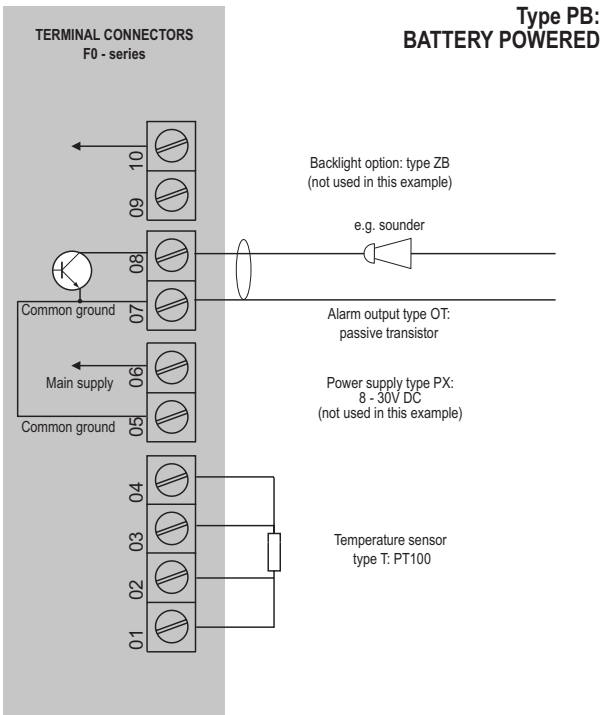 Type PB:
BATTERY POWERED
TERMINAL CONNECTORS
F0 - series
10
09
08
07
06
05
04
03
02
01
Common ground
Main supply
Common ground
Backlight option: type ZB
(not used in this example)
e.g. sounder
Alarm output type OT:
passive transistor
Power supply type PX:
8 - 30V DC
(not used in this example)
Temperature sensor
type T: PT100